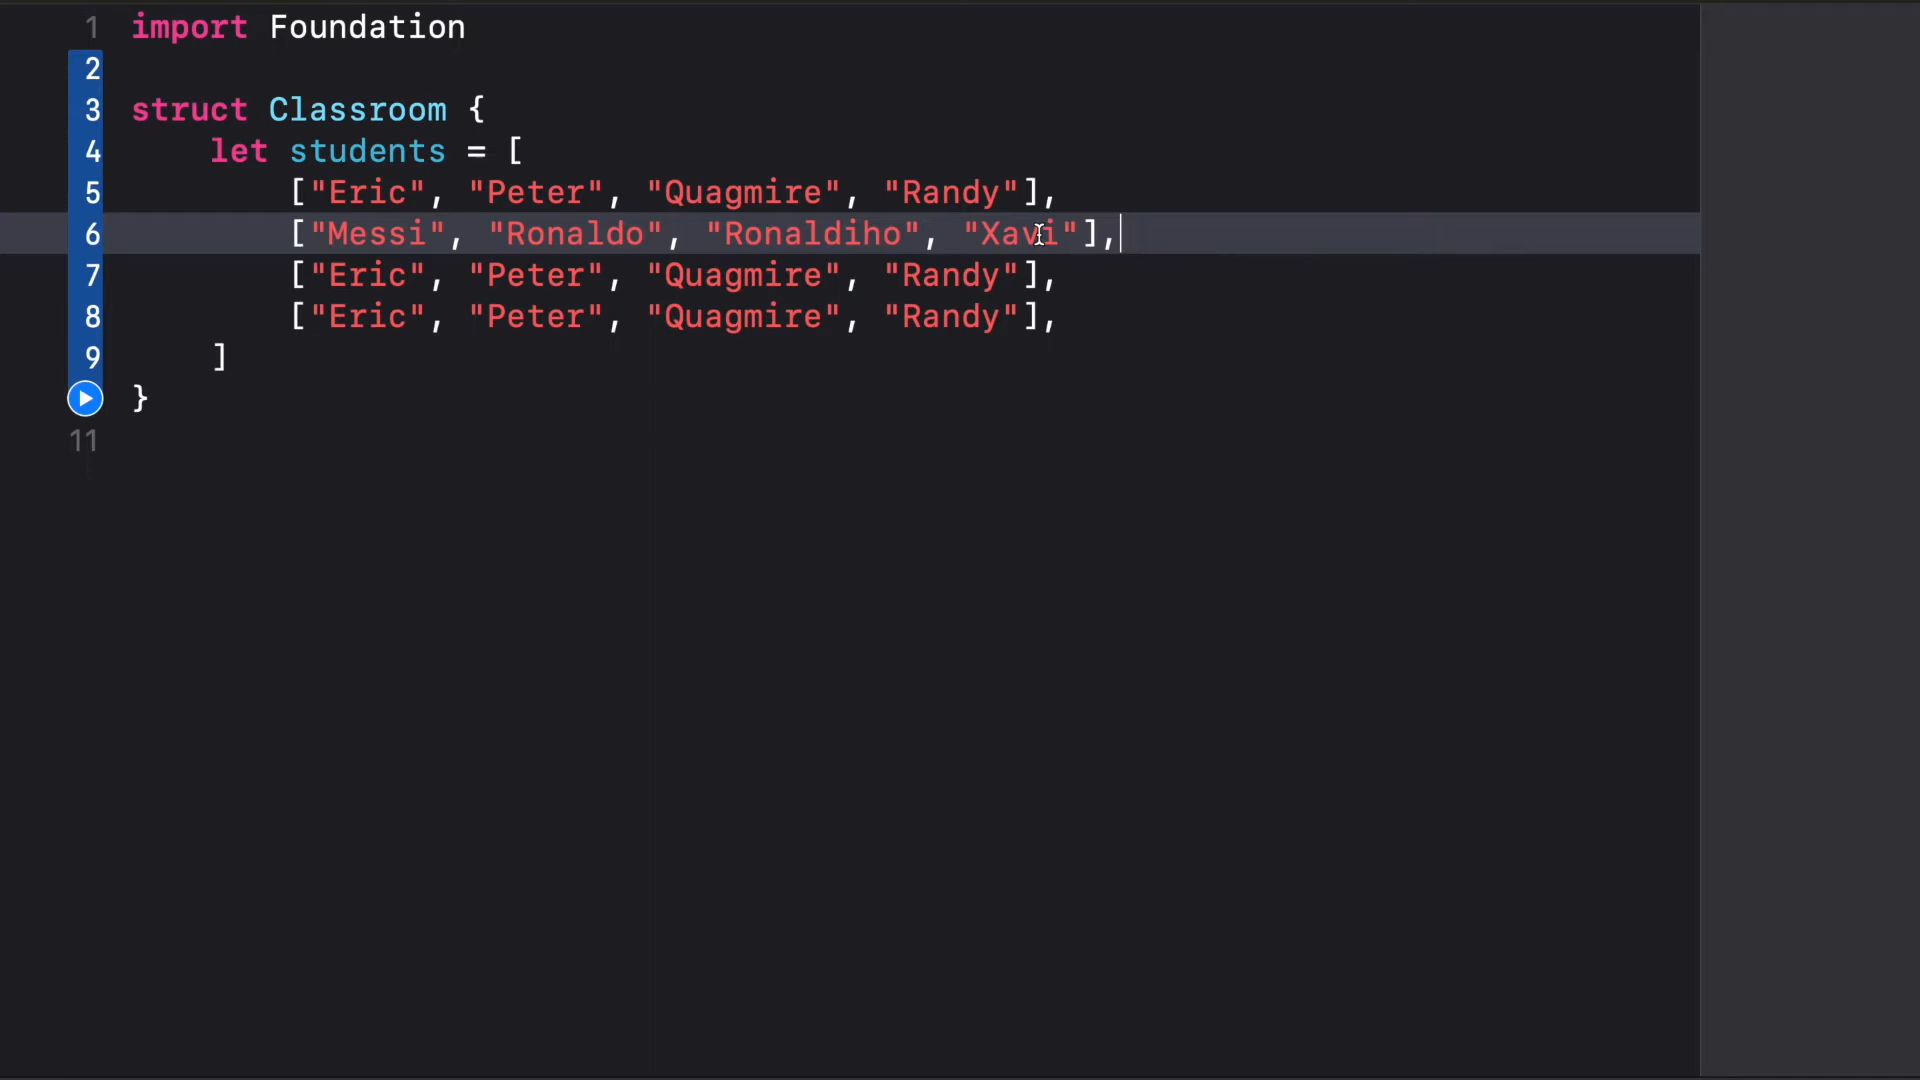 1 import Foundation
2
3 struct Classroom {
4     let students = [
5         ["Eric", "Peter", "Quagmire", "Randy"],
6         ["Messi", "Ronaldo", "Ronaldiho", "Xavi"],
7         ["Eric", "Peter", "Quagmire", "Randy"],
8         ["Eric", "Peter", "Quagmire", "Randy"],
9     ]
}
11